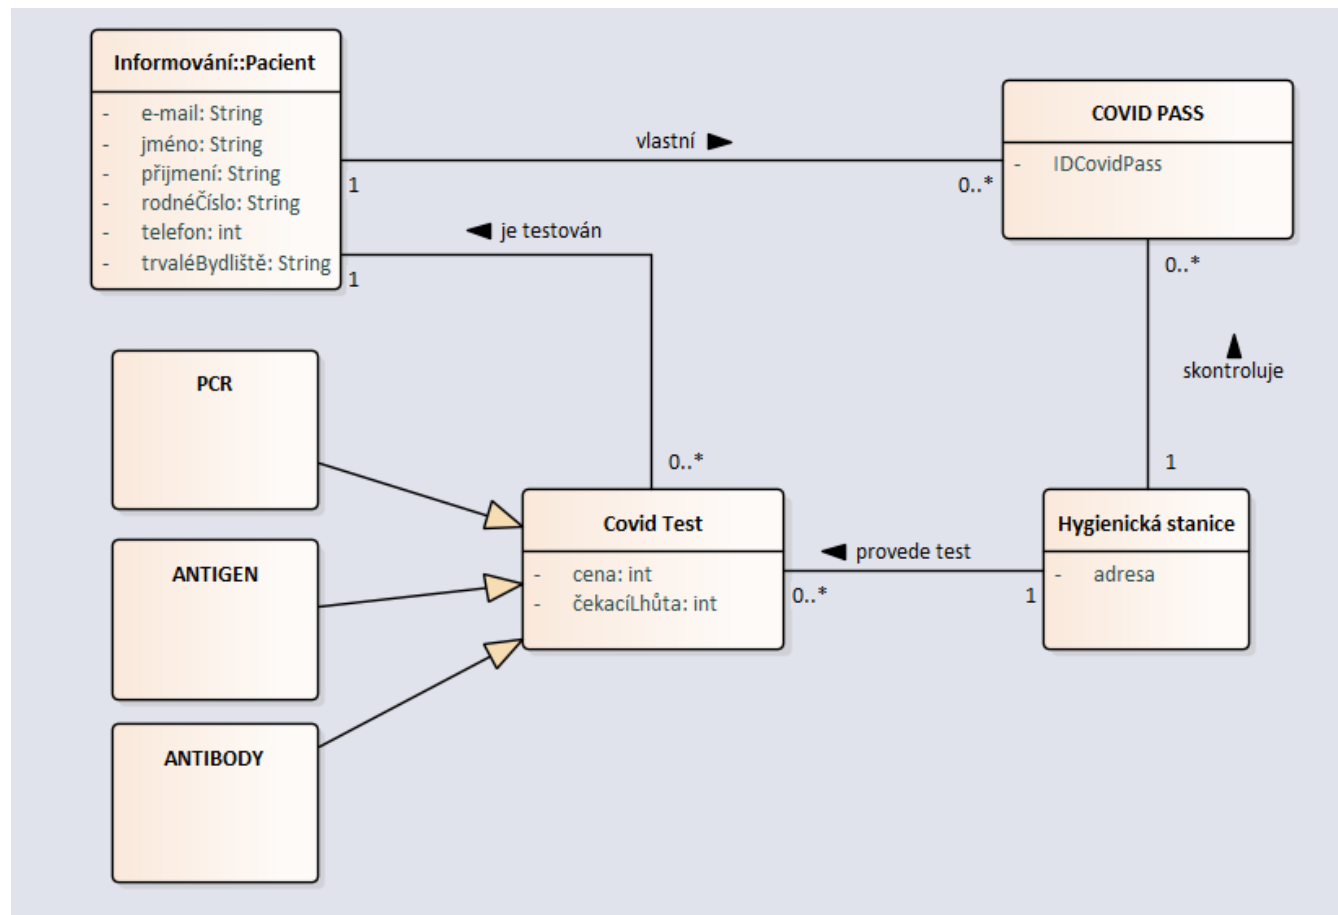 Informování::Pacient
- e-mail: String
- jméno: String
- přijmení: String
- rodnéČíslo: String
- telefon: int
- trvaléBydliště: String
vlastní
1
0..*
COVID PASS
- IDCovidPass
je testován
1
0..*
0..*
skontroluje
1
PCR
ANTIGEN
ANTIBODY
Covid Test
- cena: int
- čekacíLhůta: int
provede test
0..*
1
Hygienická stanice
- adresa